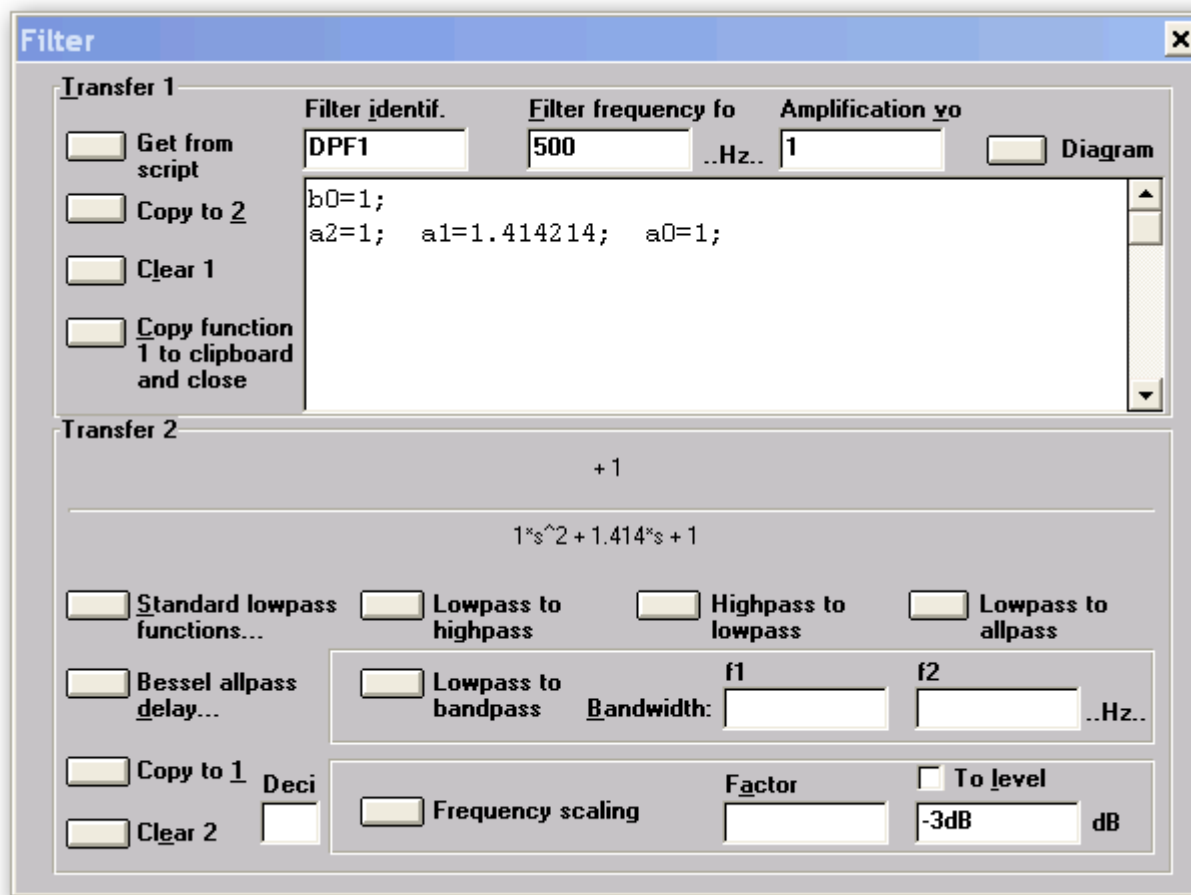 Filter
Transfer 1
Filter identif. Filter frequency fo Amplification vo
Get from script
DPF1 500 ..Hz.. 1 Diagram
Copy to 2
b0=1;
a2=1; a1=1.414214; a0=1;
Clear 1
Copy function
1 to clipboard
and close
Transfer 2
+ 1
1*s^2 + 1.414*s + 1
Standard lowpass functions...
Lowpass to highpass
Highpass to lowpass
Lowpass to allpass
Bessel allpass delay...
Lowpass to bandpass
Bandwidth: f1 f2 ..Hz..
Copy to 1 Deci
Clear 2
Frequency scaling
Factor
To level
-3dB dB